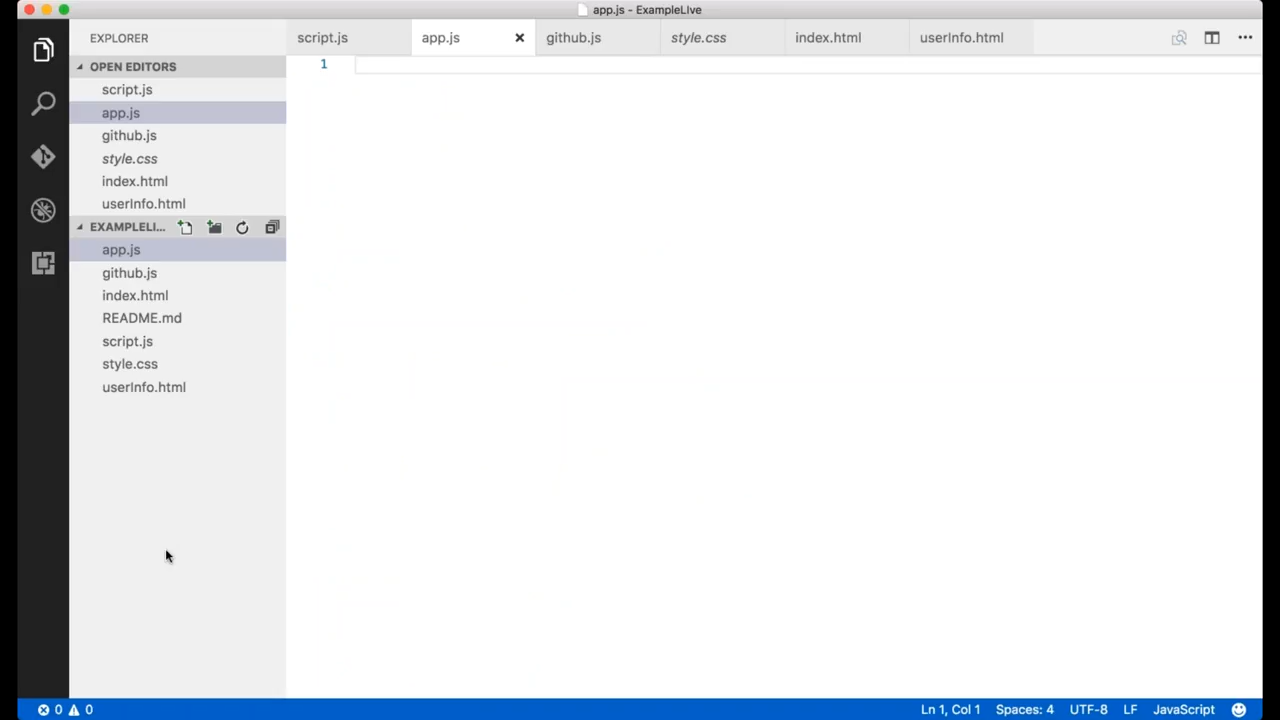 app.js - ExampleLIve
EXPLORER
script.js
app.js
github.js
style.css
index.html
userInfo.html
OPEN EDITORS
script.js
app.js
github.js
style.css
index.html
userInfo.html
EXAMPLELI...
app.js
github.js
index.html
README.md
script.js
style.css
userInfo.html
1
0
0
Ln 1, Col 1
Spaces: 4
UTF-8
LF
JavaScript